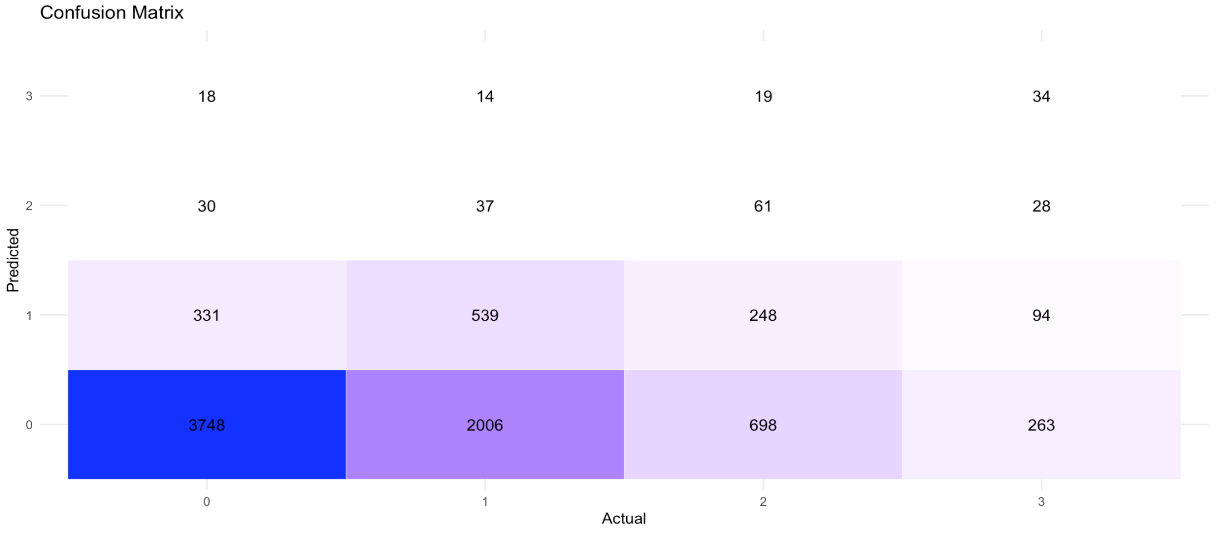 Confusion Matrix
3 18 14 19 34
2 30 37 61 28
Predicted
1 331 539 248 94
0 3748 2006 698 263
0 1 2 3
Actual